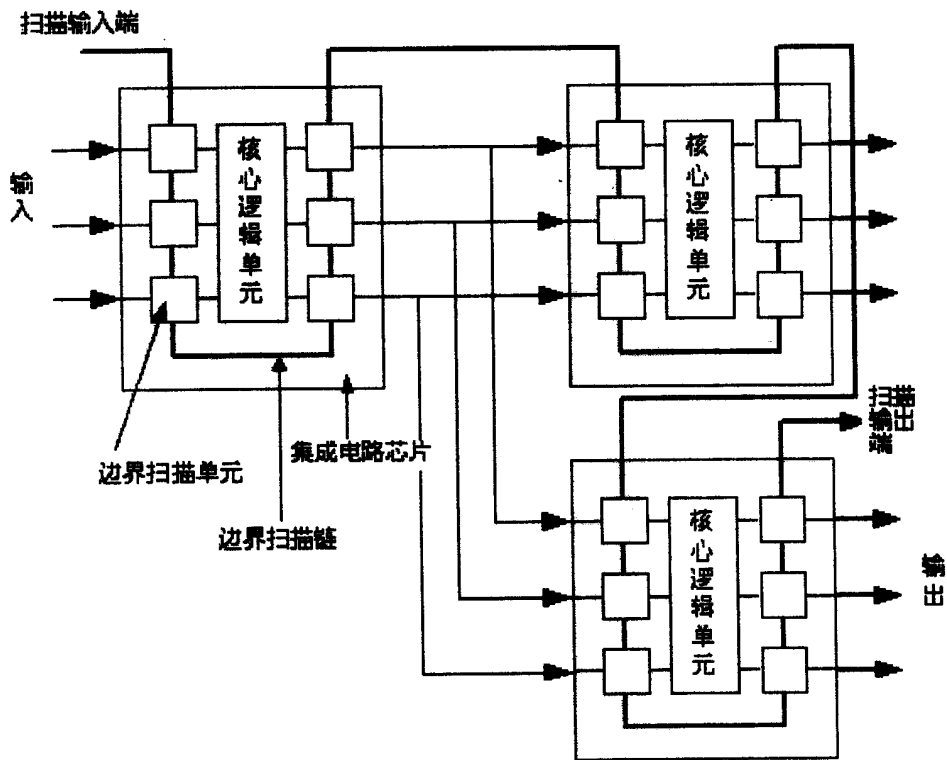 扫描输入端
输入
核心逻辑单元
核心逻辑单元
边界扫描单元
集成电路芯片
边界扫描链
扫描
输出
端
核心逻辑单元
输出